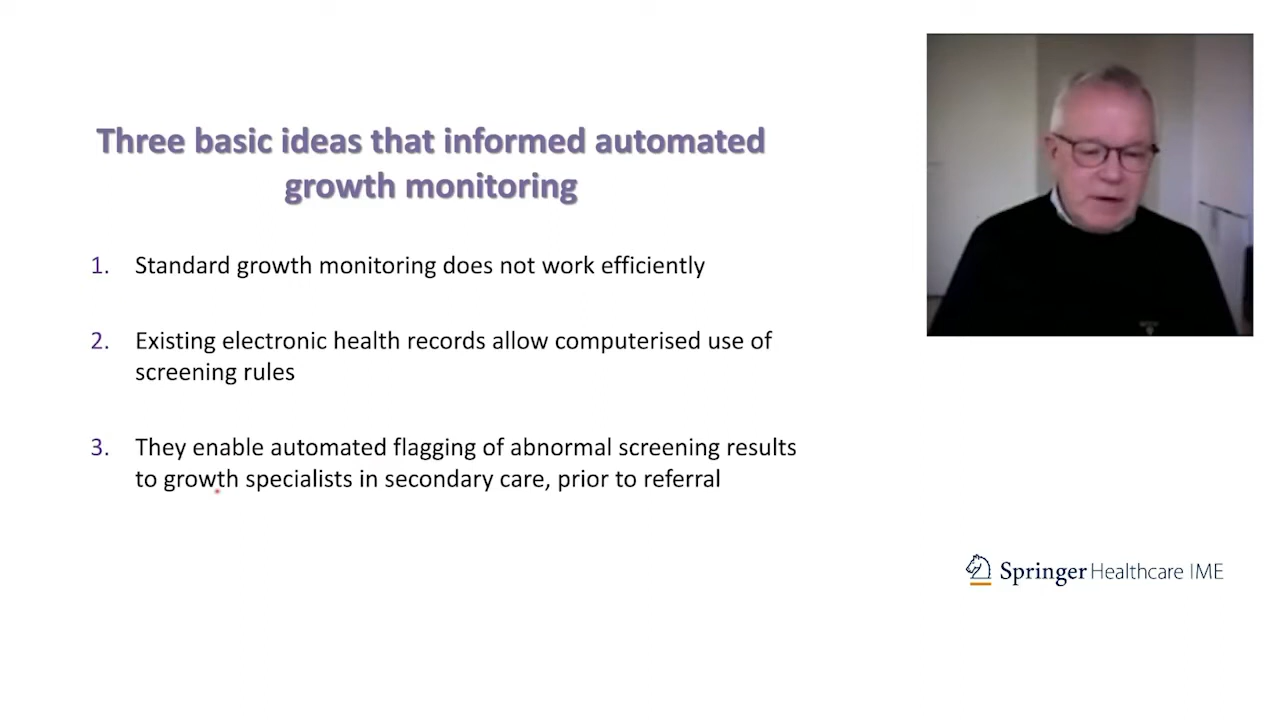 Three basic ideas that informed automated
growth monitoring
1. Standard growth monitoring does not work efficiently
2. Existing electronic health records allow computerised use of
screening rules
3. They enable automated flagging of abnormal screening results
to growth specialists in secondary care, prior to referral
Springer Healthcare IME